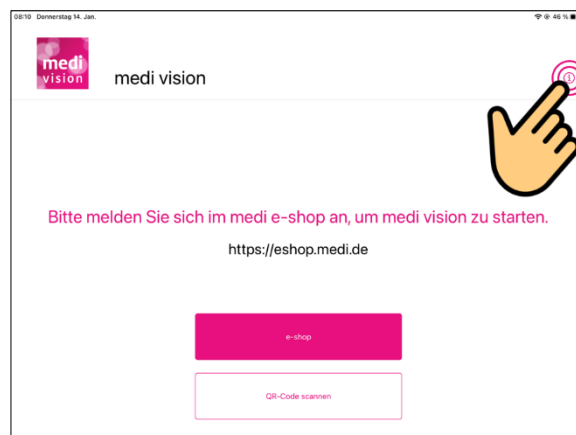 08:10 Donnerstag 14. Jan.
46 %
medi
vision
medi vision
Bitte melden Sie sich im medi e-shop an, um medi vision zu starten.
https://eshop.medi.de
e-shop
QR-Code scannen